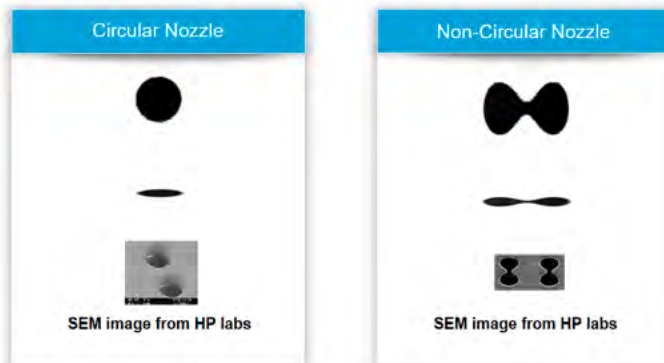 Circular Nozzle
Non-Circular Nozzle
SEM image from HP labs
SEM image from HP labs